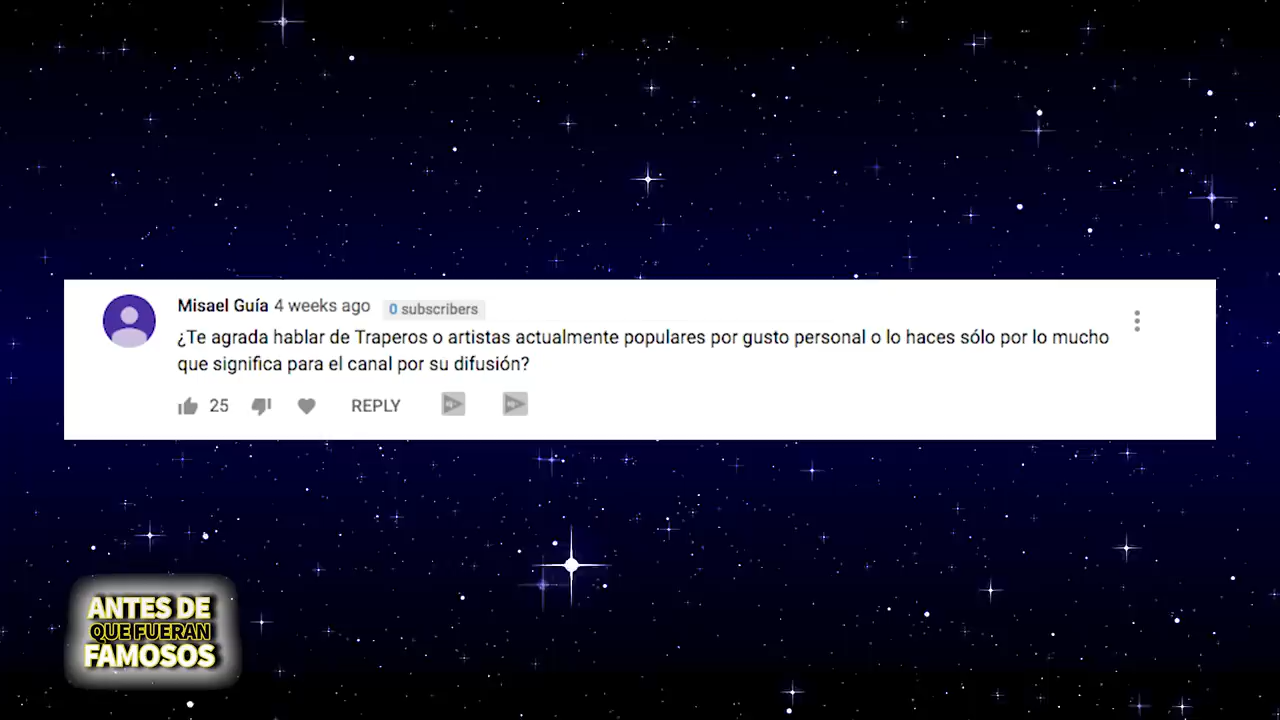 Misael Guía 4 weeks ago 0 subscribers
¿Te agrada hablar de Traperos o artistas actualmente populares por gusto personal o lo haces sólo por lo mucho
que significa para el canal por su difusión?
25 REPLY
ANTES DE
QUE FUERAN
FAMOSOS